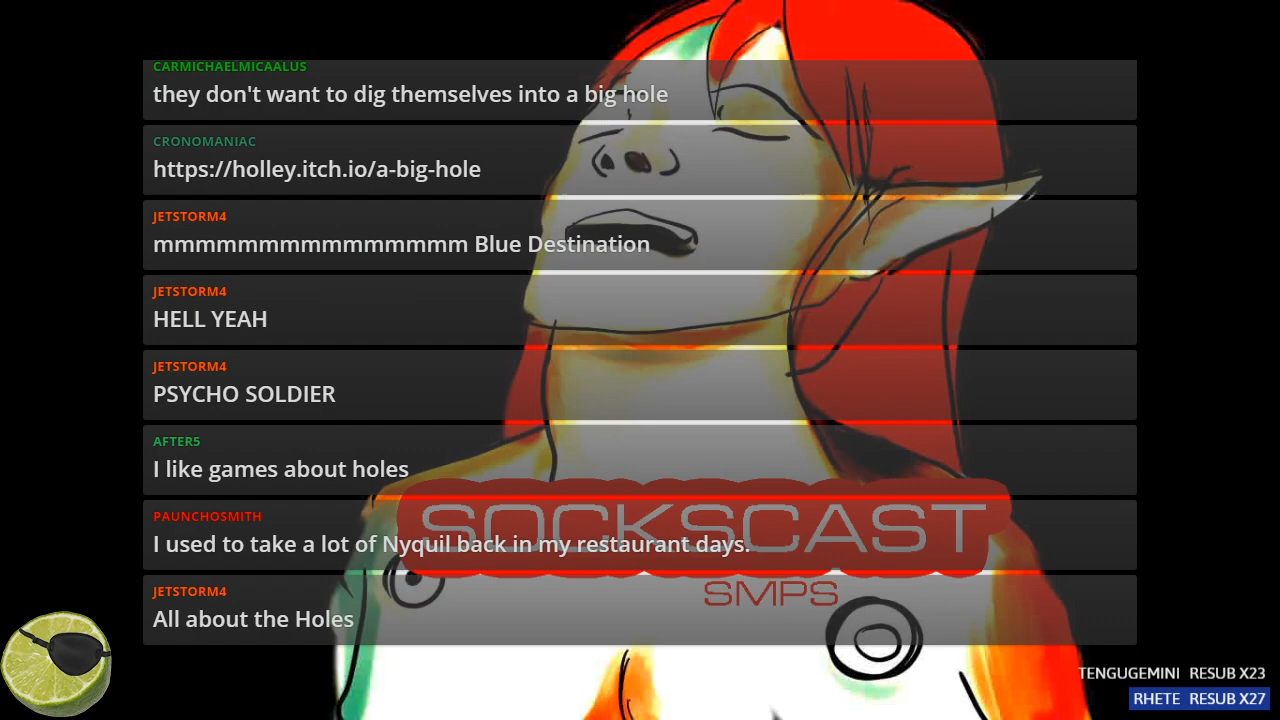 CARMICHAELMICAALUS
they don't want to dig themselves into a big hole
CRONOMANIAC
https://holley.itch.io/a-big-hole
JETSTORM4
mmmmmmmmmmmmmmm Blue Destination
JETSTORM4
HELL YEAH
JETSTORM4
PSYCHO SOLDIER
AFTER5
I like games about holes
PAUNCHOSMITH
I used to take a lot of Nyquil back in my restaurant days.
JETSTORM4
All about the Holes
SOCKSCAST
SMPS
TENGUGEMINI RESUB X23
RHETE RESUB X27